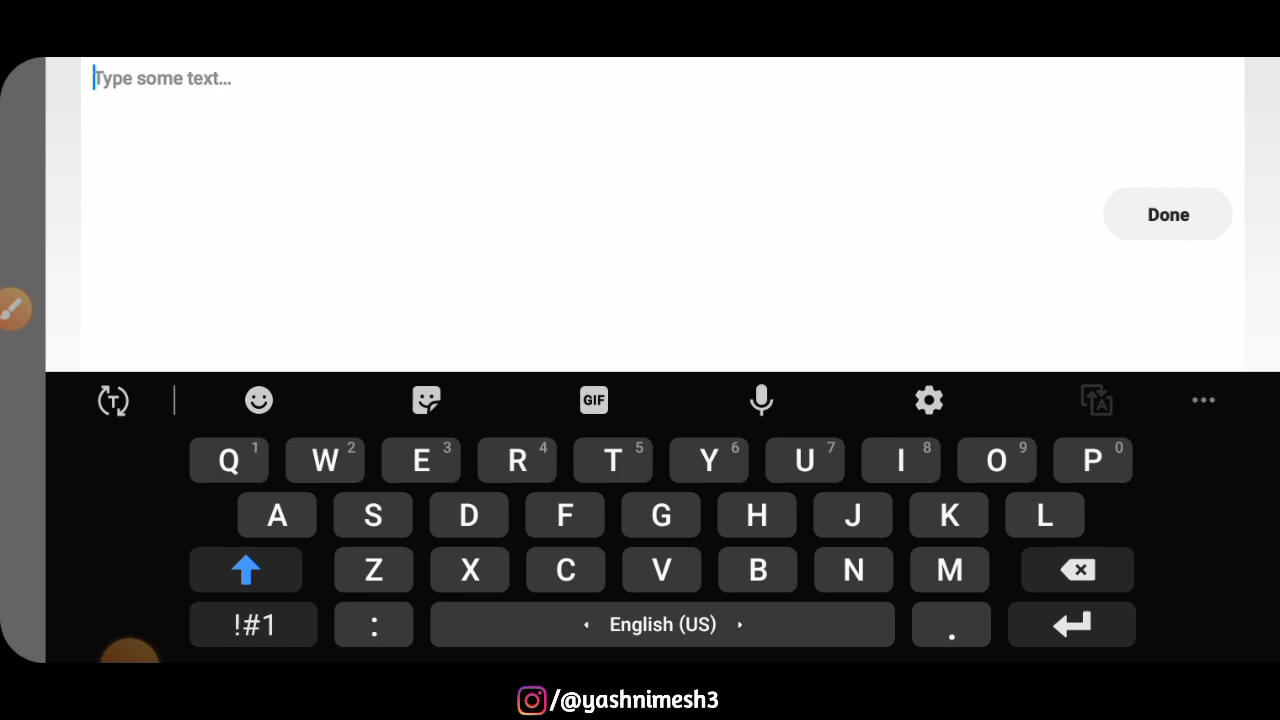 Type some text...
Done
T GIF A ...
Q 1 W 2 E 3 R 4 T 5 Y 6 U 7 I 8 O 9 P 0
A S D F G H J K L
Z X C V B N M
!#1 : English (US) .
/@yashnimesh3